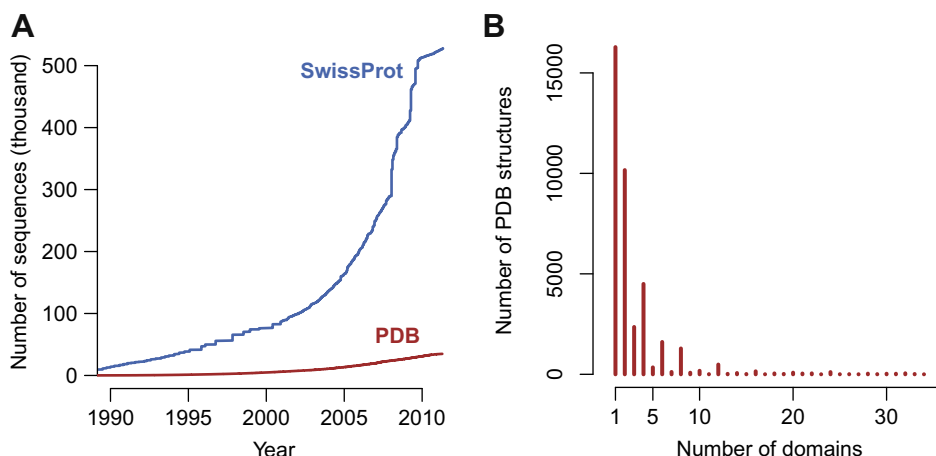 A
Number of sequences (thousand)
500
400
300
200
100
0
SwissProt
PDB
1990 1995 2000 2005 2010
Year
B
Number of PDB structures
15000
10000
5000
0
1 5 10 20 30
Number of domains